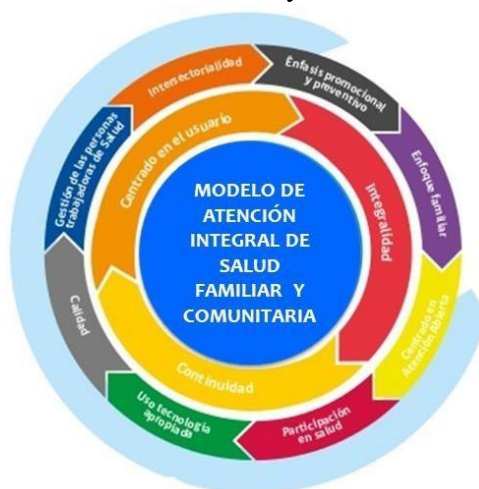 MODELO DE
ATENCIÓN
INTEGRAL DE
SALUD
FAMILIAR Y
COMUNITARIA
Centrado en el usuario
Integralidad
Continuidad
Intersectorialidad
Énfasis promocional
y preventivo
Enfoque familiar
Centrado en
Atención Abierta
Participación
en salud
Uso tecnología
apropiada
Calidad
Gestión de las personas
trabajadoras de Salud